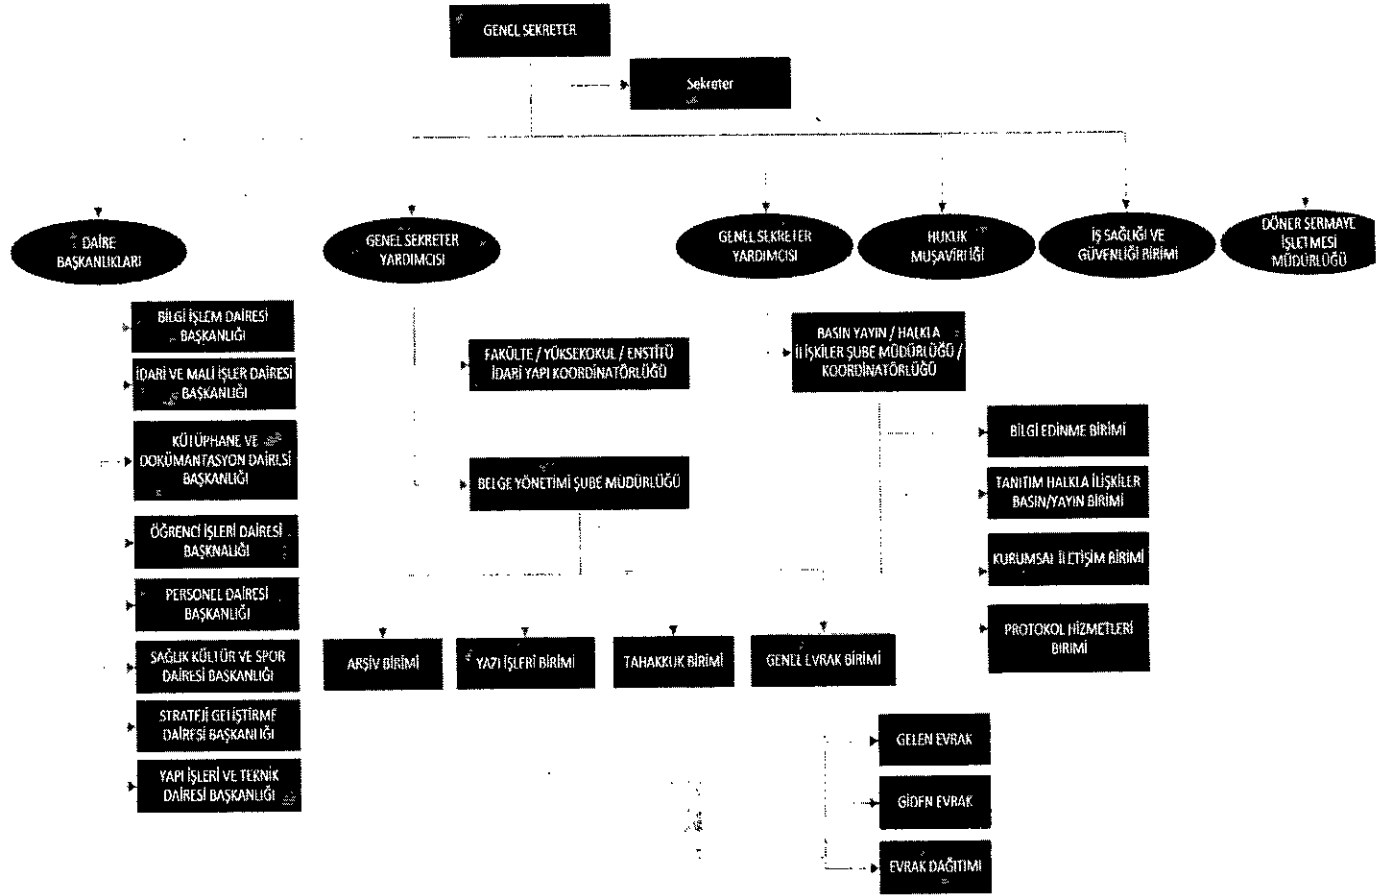 GENEL SEKRETER
Sekreter
DAİRE
BAŞKANLIKLARI
GENEL SEKRETER
YARDIMCISI
GENEL SEKRETER
YARDIMCISI
HUKUK
MUŞAVİRLİĞİ
İŞ SAĞLIĞI VE
GÜVENLİĞİ BİRİMİ
DÖNER SERMAYE
İŞLETMESİ
MÜDÜRLÜĞÜ
BİLGİ İŞLEM DAİRESİ
BAŞKANLIĞI
İDARİ VE MALİ İŞLER DAİRESİ
BAŞKANLIĞI
KÜTÜPHANE VE
DOKÜMANTASYON DAİRESİ
BAŞKANLIĞI
ÖĞRENCİ İŞLERİ DAİRESİ
BAŞKNALIĞI
PERSONEL DAİRESİ
BAŞKANLIĞI
SAĞLIK KÜLTÜR VE SPOR
DAİRESİ BAŞKANLIĞI
STRATEJİ GELİŞTİRME
DAİRESİ BAŞKANLIĞI
YAPI İŞLERİ VE TEKNİK
DAİRESİ BAŞKANLIĞI
FAKÜLTE / YÜKSEKOKUL / ENSTİTÜ
İDARİ YAPI KOORDİNATÖRLÜĞÜ
BELGE YÖNETİMİ ŞUBE MÜDÜRLÜĞÜ
ARŞİV BİRİMİ
YAZI İŞLERİ BİRİMİ
TAHAKKUK BİRİMİ
GENEL EVRAK BİRİMİ
GELEN EVRAK
GİDEN EVRAK
EVRAK DAĞITIMI
BASIN YAYIN / HALKLA
İLİŞKİLER ŞUBE MÜDÜRLÜĞÜ /
KOORDİNATÖRLÜĞÜ
BİLGİ EDİNME BİRİMİ
TANITIM HALKLA İLİŞKİLER
BASIN/YAYIN BİRİMİ
KURUMSAL İLETİŞİM BİRİMİ
PROTOKOL HİZMETLERİ
BİRİMİ